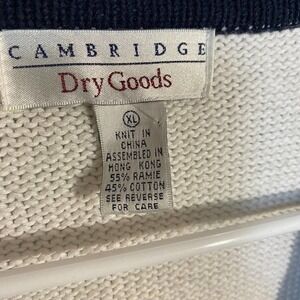 CAMBRIDGE
Dry Goods
XL
KNIT IN
CHINA
ASSEMBLED IN
HONG KONG
55% RAMIE
45% COTTON
SEE REVERSE
FOR CARE